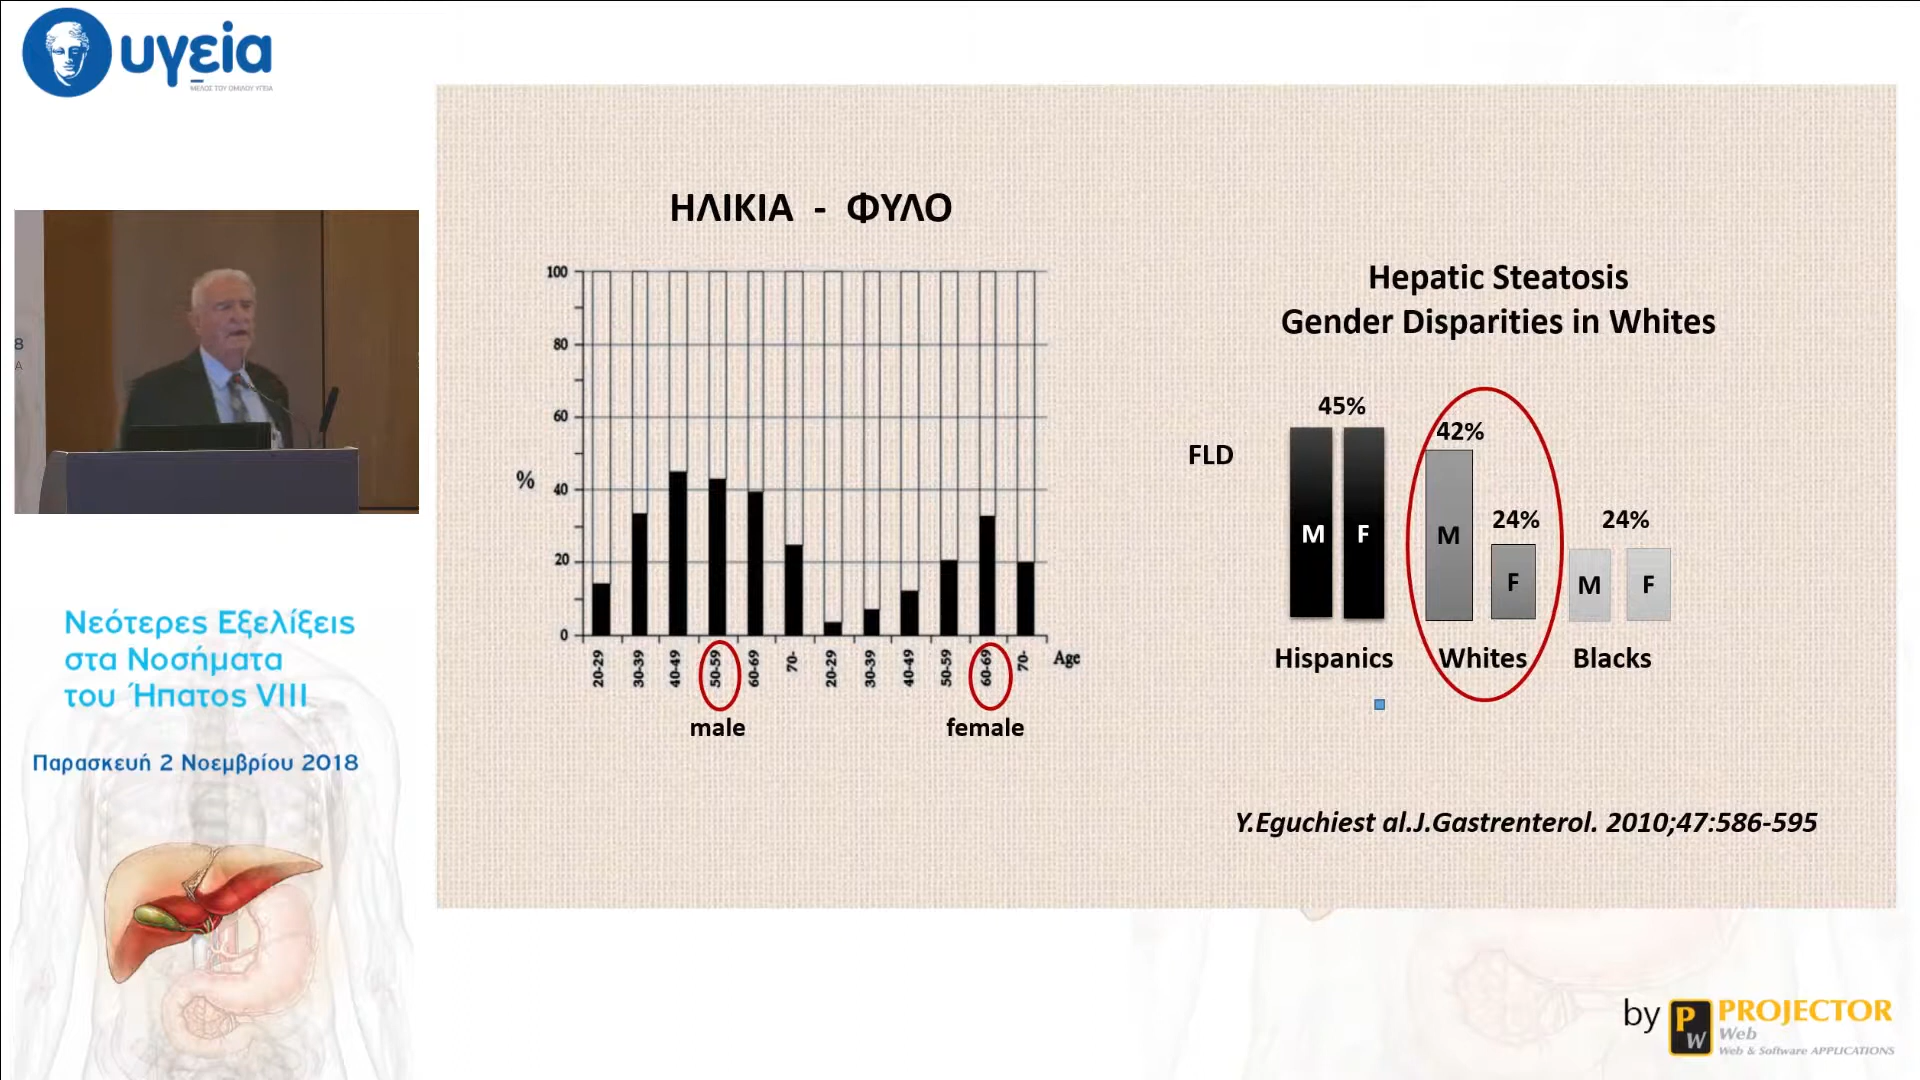 υγεία
ΜΕΛΟΣ ΤΟΥ ΟΜΙΛΟΥ ΥΓΕΙΑ
8
Α
Νεότερες Εξελίξεις
στα Νοσήματα
του Ήπατος VIII
Παρασκευή 2 Νοεμβρίου 2018
ΗΛΙΚΙΑ - ΦΥΛΟ
100
80
60
%
40
20
0
20-29
30-39
40-49
50-59
60-69
70-
20-29
30-39
40-49
50-59
60-69
70-
Age
male
female
Hepatic Steatosis
Gender Disparities in Whites
45%
42%
FLD
24%
24%
M
F
M
F
M
F
Hispanics
Whites
Blacks
Y.Eguchiest al.J.Gastrenterol. 2010;47:586-595
by
PW
PROJECTOR
Web
Web & Software APPLICATIONS